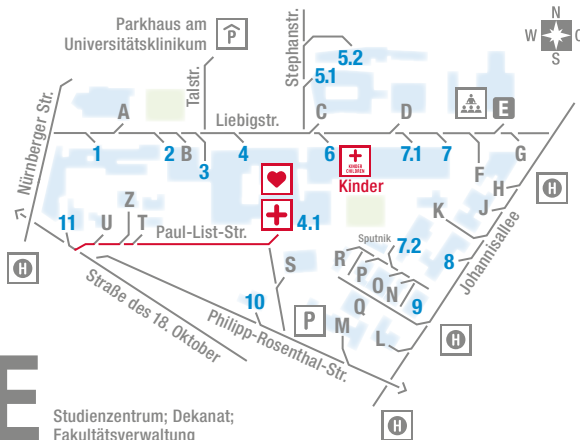 N
W O
S
Parkhaus am
Universitätsklinikum
P
Talstr.
Stephanstr.
5.2
5.1
Nürnberger Str.
A
Liebigstr.
C
D
E
1
2
B
3
4
6
KINDER
CHILDREN
Kinder
7.1
7
F
G
H
H
J
K
Johannisallee
Z
11
U
T
Paul-List-Str.
4.1
Sputnik
7.2
R
P
O
N
8
9
Q
S
H
Straße des 18. Oktober
10
Philipp-Rosenthal-Str.
P
M
L
H
H
E
Studienzentrum; Dekanat;
Fakultätsverwaltung